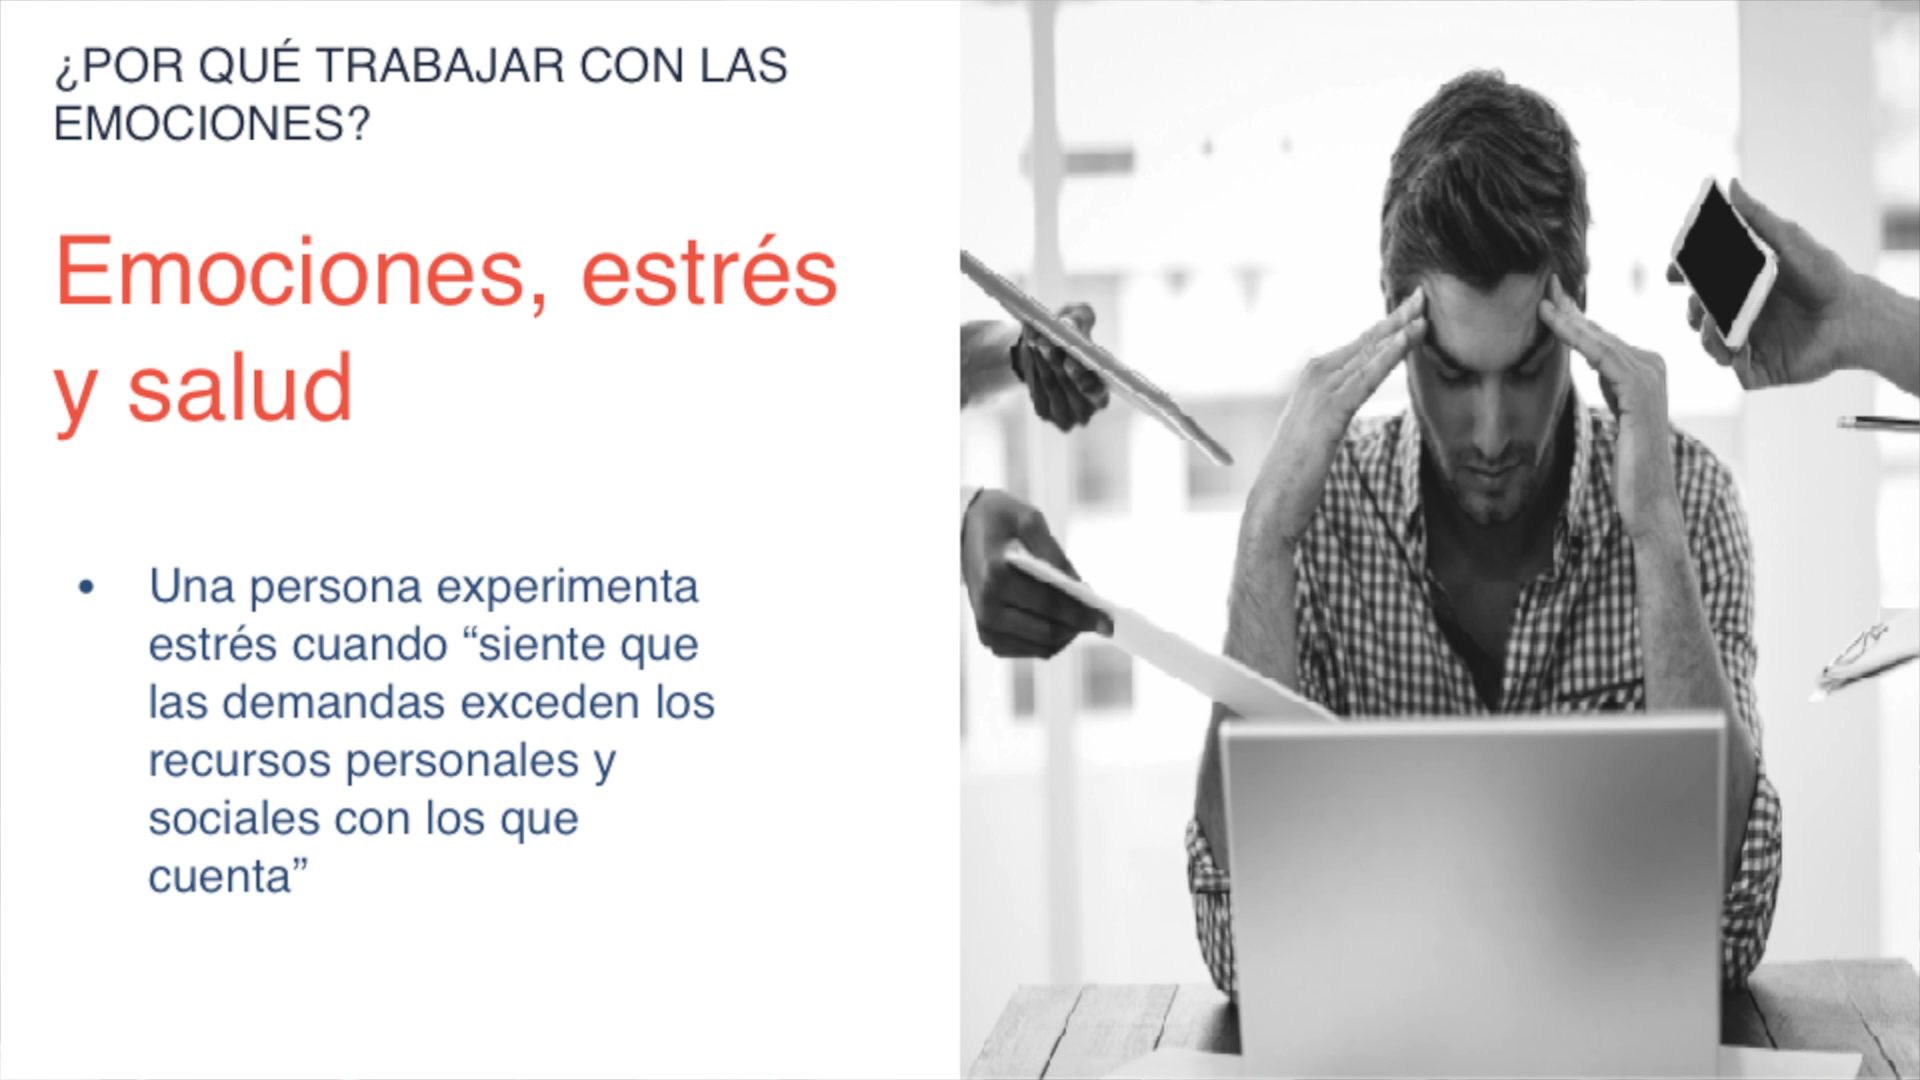 ¿POR QUÉ TRABAJAR CON LAS
EMOCIONES?
Emociones, estrés
y salud
• Una persona experimenta
estrés cuando “siente que
las demandas exceden los
recursos personales y
sociales con los que
cuenta”